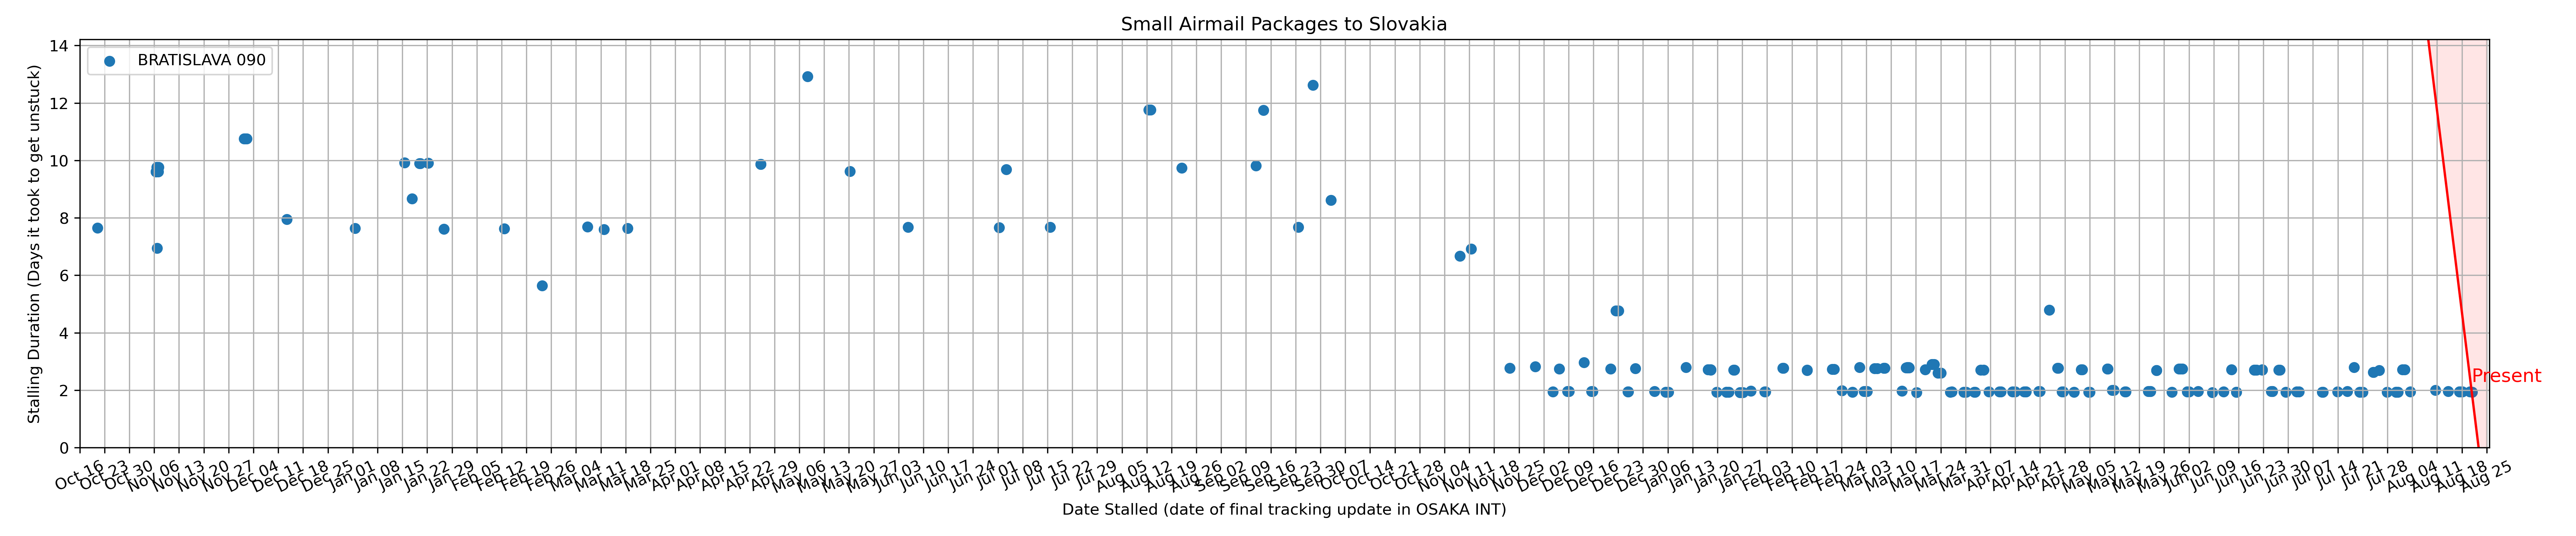 Small Airmail Packages to Slovakia
BRATISLAVA 090
Stalling Duration (Days it took to get unstuck)
14
12
10
8
6
4
2
0
Present
Oct 16
Oct 23
Oct 30
Nov 06
Nov 13
Nov 20
Nov 27
Dec 04
Dec 11
Dec 18
Dec 25
Jan 01
Jan 08
Jan 15
Jan 22
Jan 29
Feb 05
Feb 12
Feb 19
Feb 26
Mar 04
Mar 11
Mar 18
Mar 25
Apr 01
Apr 08
Apr 15
Apr 22
Apr 29
May 06
May 13
May 20
May 27
Jun 03
Jun 10
Jun 17
Jun 24
Jul 01
Jul 08
Jul 15
Jul 22
Jul 29
Aug 05
Aug 12
Aug 19
Aug 26
Sep 02
Sep 09
Sep 16
Sep 23
Sep 30
Oct 07
Oct 14
Oct 21
Oct 28
Nov 04
Nov 11
Nov 18
Nov 25
Dec 02
Dec 09
Dec 16
Dec 23
Dec 30
Jan 06
Jan 13
Jan 20
Jan 27
Feb 03
Feb 10
Feb 17
Feb 24
Mar 03
Mar 10
Mar 17
Mar 24
Mar 31
Apr 07
Apr 14
Apr 21
Apr 28
May 05
May 12
May 19
May 26
Jun 02
Jun 09
Jun 16
Jun 23
Jun 30
Jul 07
Jul 14
Jul 21
Jul 28
Aug 04
Aug 11
Aug 18
Aug 25
Date Stalled (date of final tracking update in OSAKA INT)